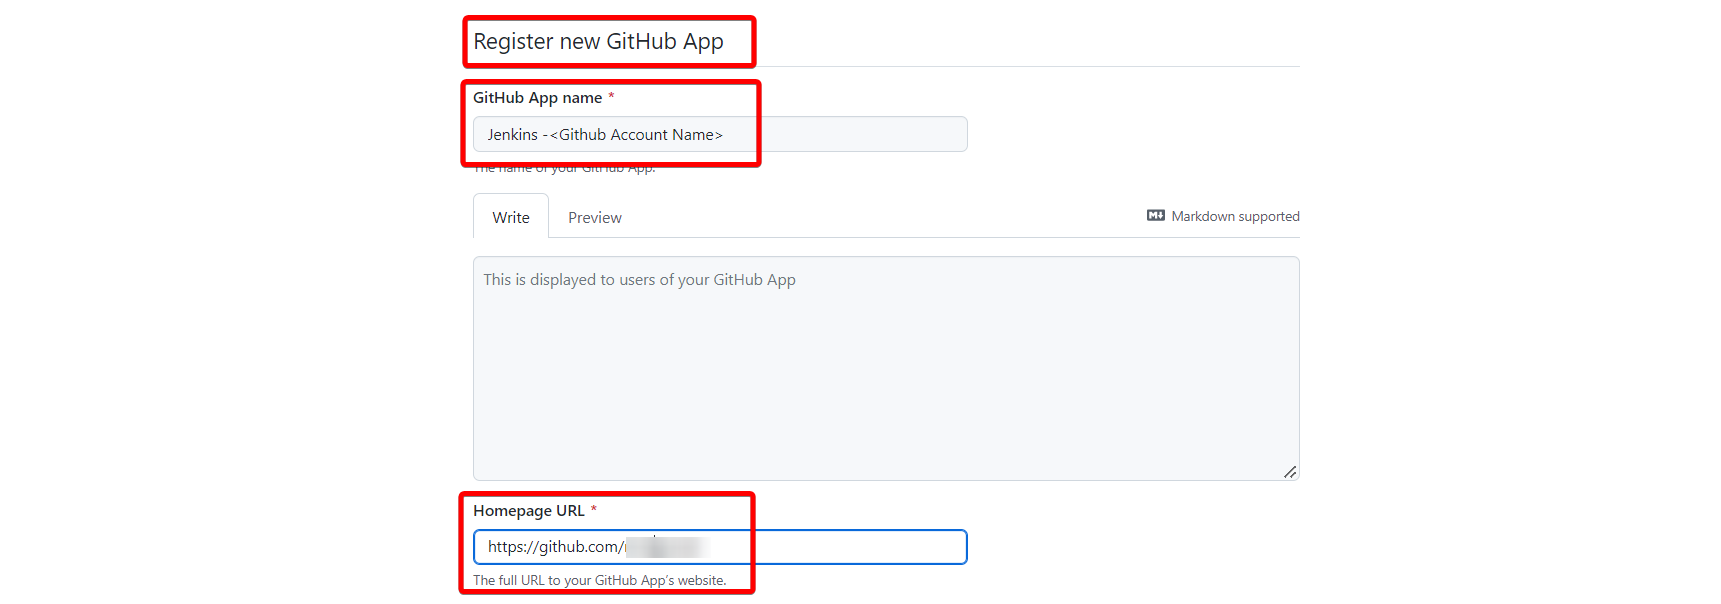 Register new GitHub App
GitHub App name *
Jenkins -<Github Account Name>
The name of your GitHub App.
Write Preview Markdown supported
This is displayed to users of your GitHub App
Homepage URL *
https://github.com/
The full URL to your GitHub App's website.